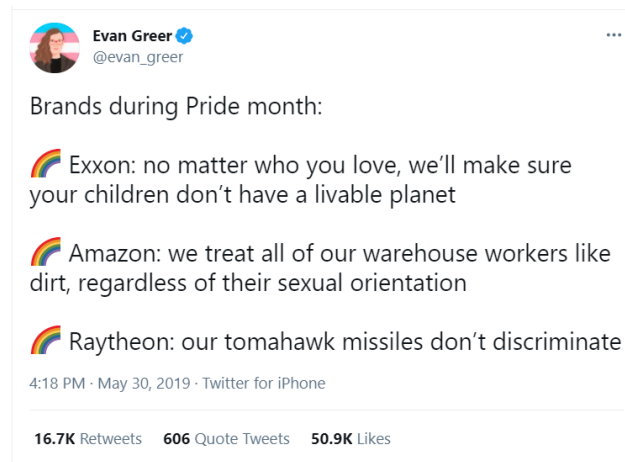 Evan Greer
@evan_greer
Brands during Pride month:
🌈 Exxon: no matter who you love, we’ll make sure
your children don’t have a livable planet
🌈 Amazon: we treat all of our warehouse workers like
dirt, regardless of their sexual orientation
🌈 Raytheon: our tomahawk missiles don’t discriminate
4:18 PM · May 30, 2019 · Twitter for iPhone
16.7K Retweets 606 Quote Tweets 50.9K Likes